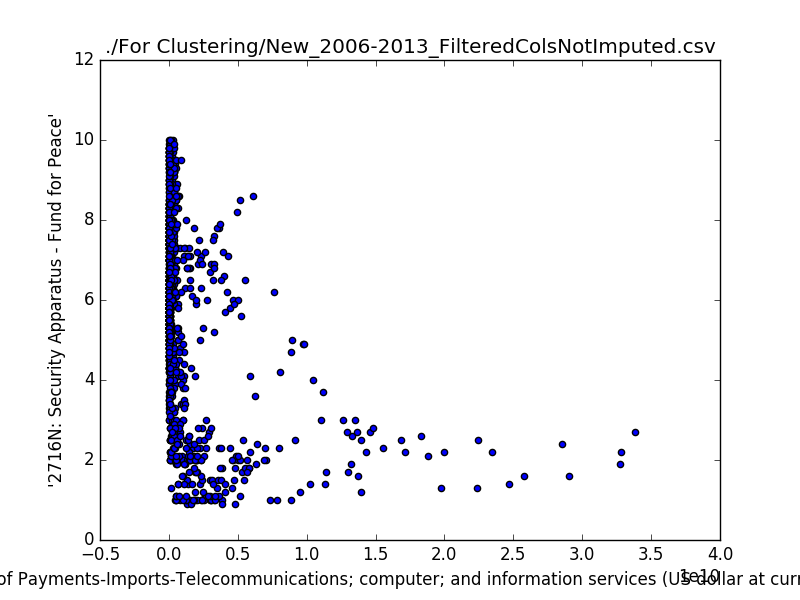 ./For Clustering/New_2006-2013_FilteredColsNotImputed.csv
12
10
8
6
4
2
0
'2716N: Security Apparatus - Fund for Peace'
−0.5 0.0 0.5 1.0 1.5 2.0 2.5 3.0 3.5 4.0
1e10
of Payments-Imports-Telecommunications; computer; and information services (US dollar at curr